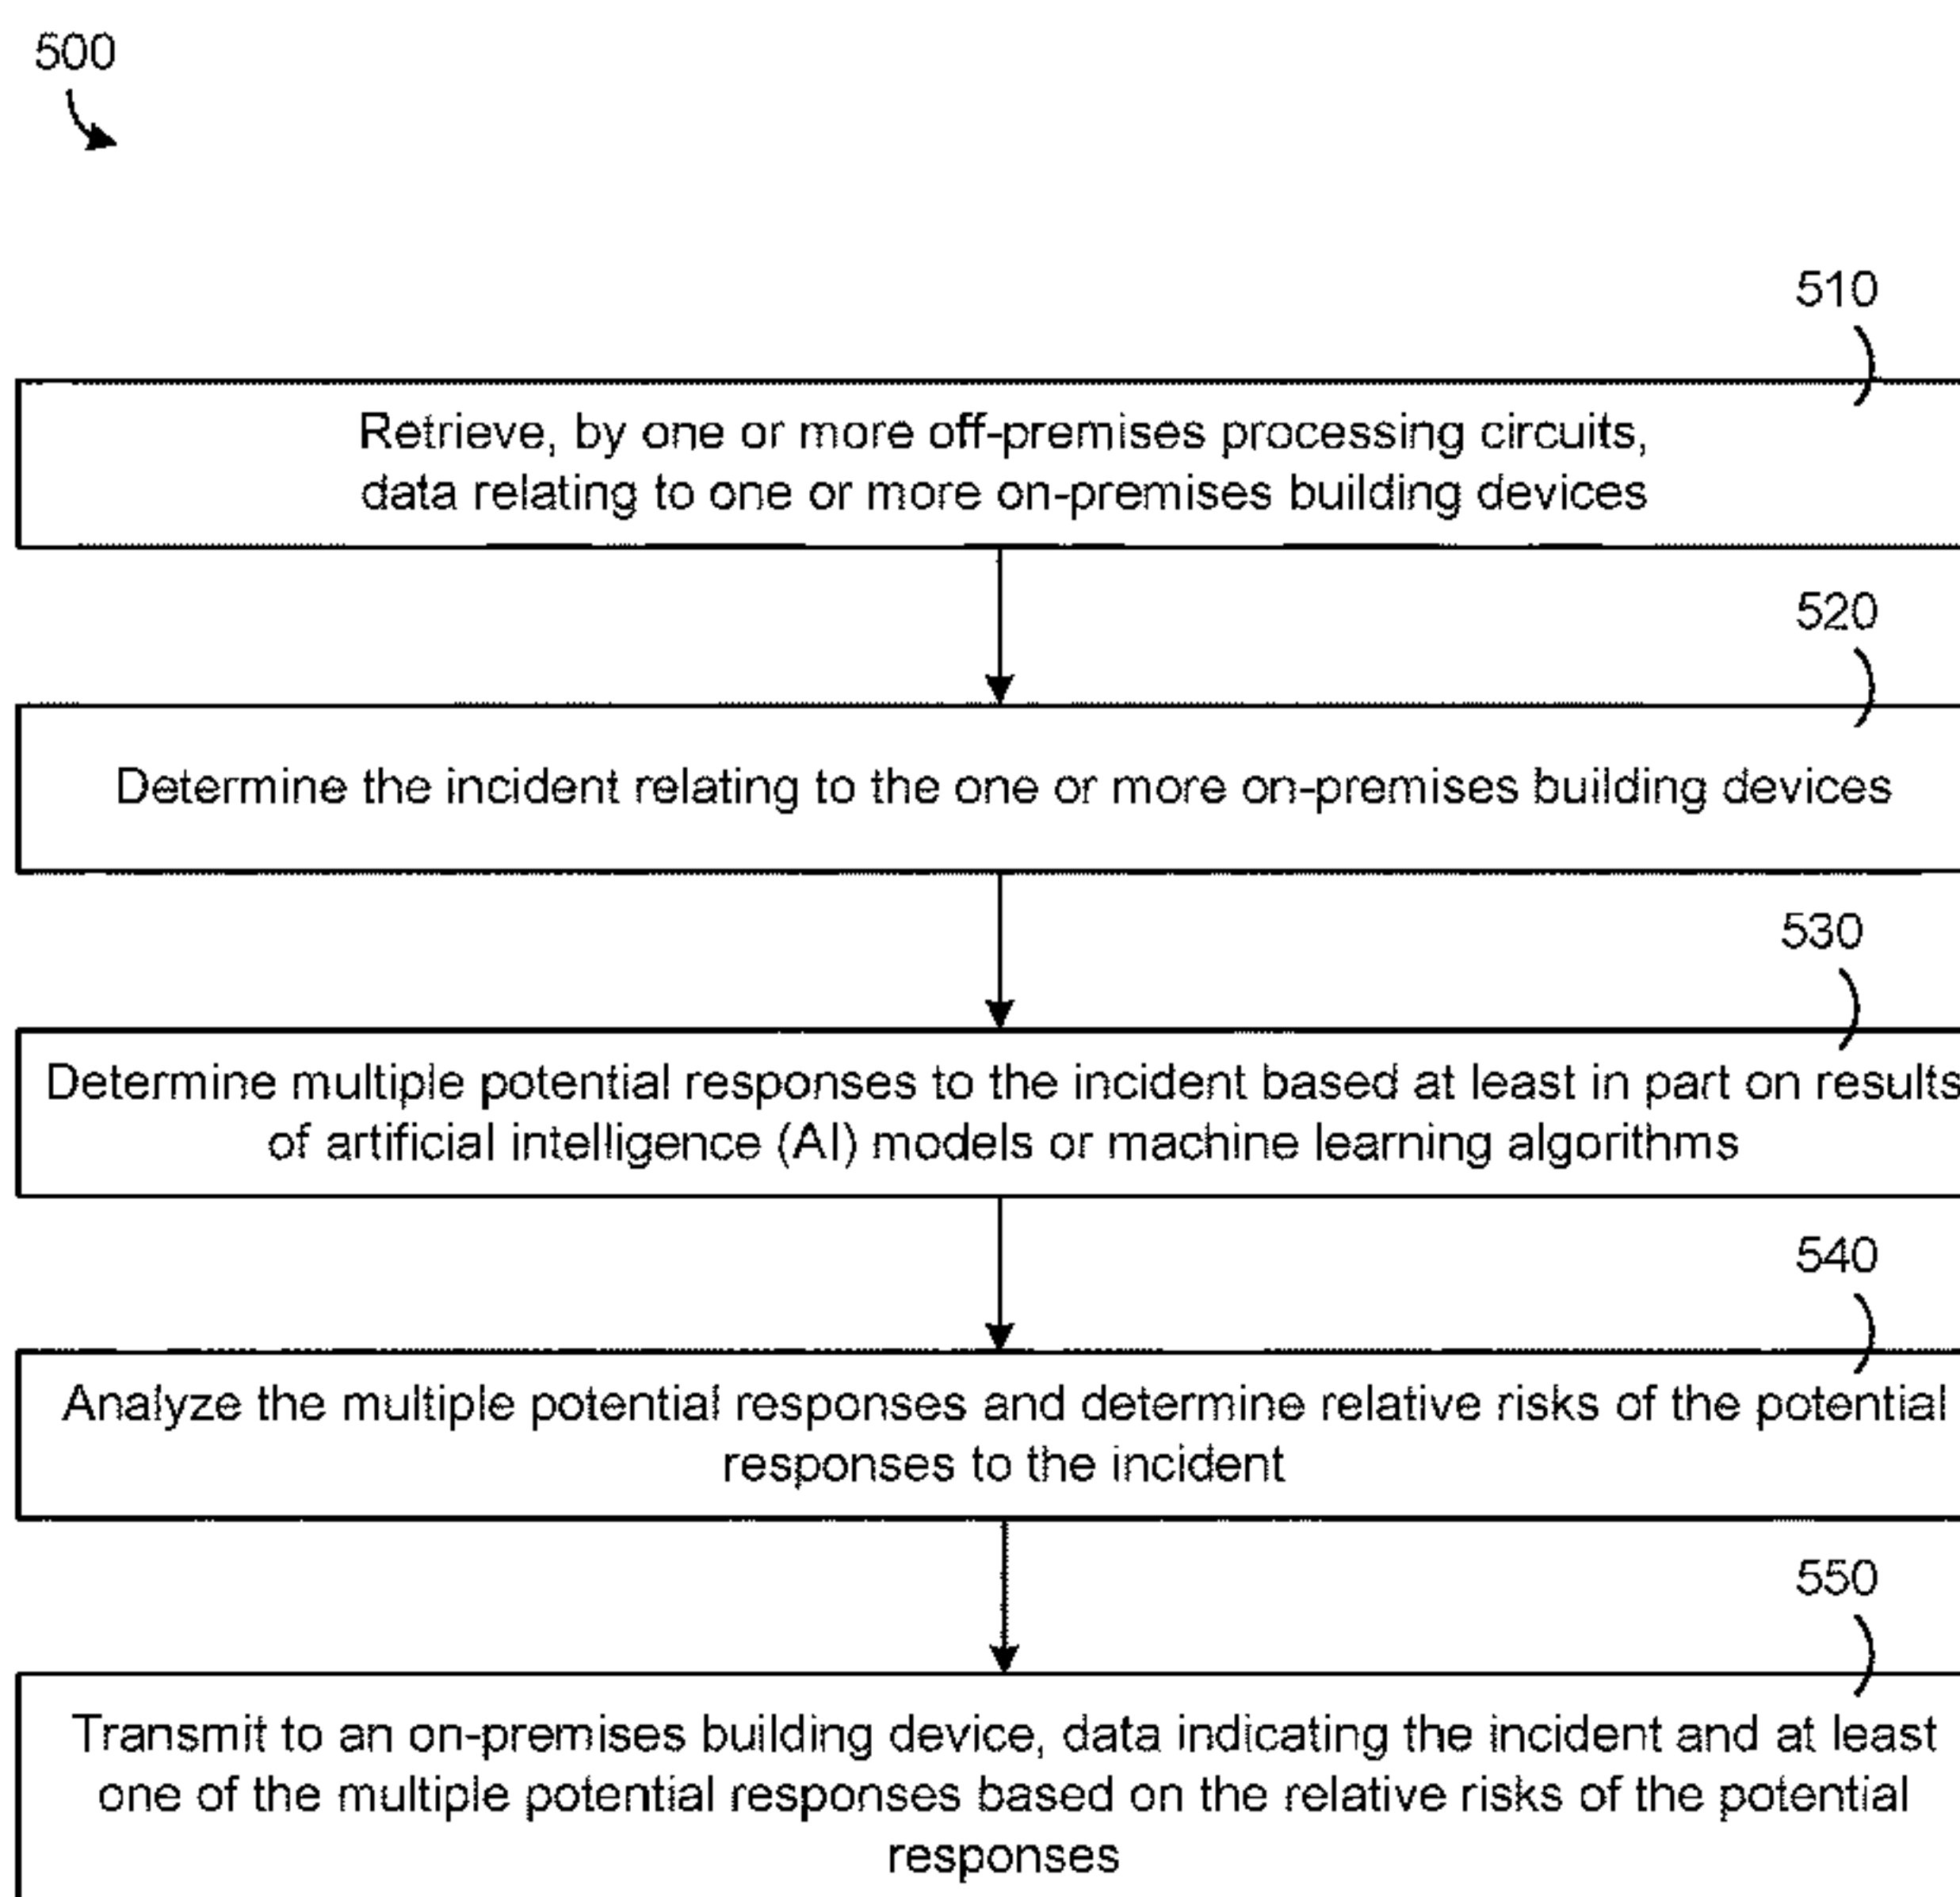 500
510
Retrieve, by one or more off-premises processing circuits,
data relating to one or more on-premises building devices
520
Determine the incident relating to the one or more on-premises building devices
530
Determine multiple potential responses to the incident based at least in part on results
of artificial intelligence (AI) models or machine learning algorithms
540
Analyze the multiple potential responses and determine relative risks of the potential
responses to the incident
550
Transmit to an on-premises building device, data indicating the incident and at least
one of the multiple potential responses based on the relative risks of the potential
responses